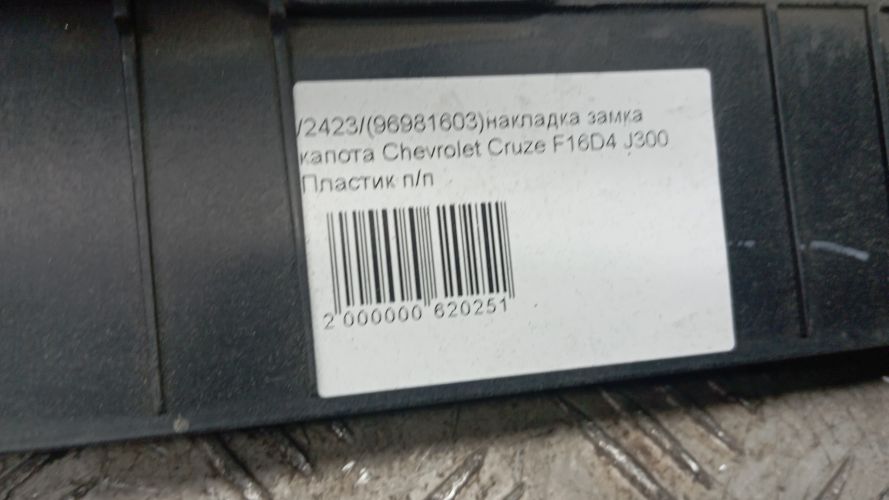 /2423/(96981603)накладка замка
капота Chevrolet Cruze F16D4 J300
Пластик п/п
2 000000 620251